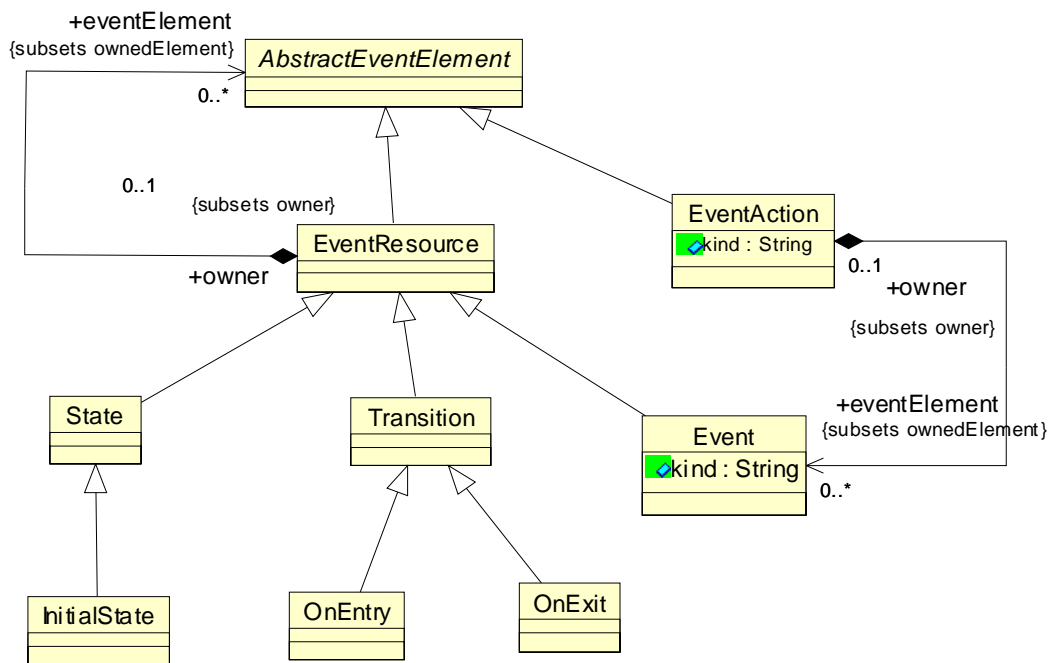 +eventElement
{subsets ownedElement}
AbstractEventElement
0..*
0..1
{subsets owner}
EventResource
+owner
EventAction
kind : String
0..1
+owner
{subsets owner}
State
Transition
+eventElement
{subsets ownedElement}
Event
kind : String
0..*
InitialState
OnEntry
OnExit